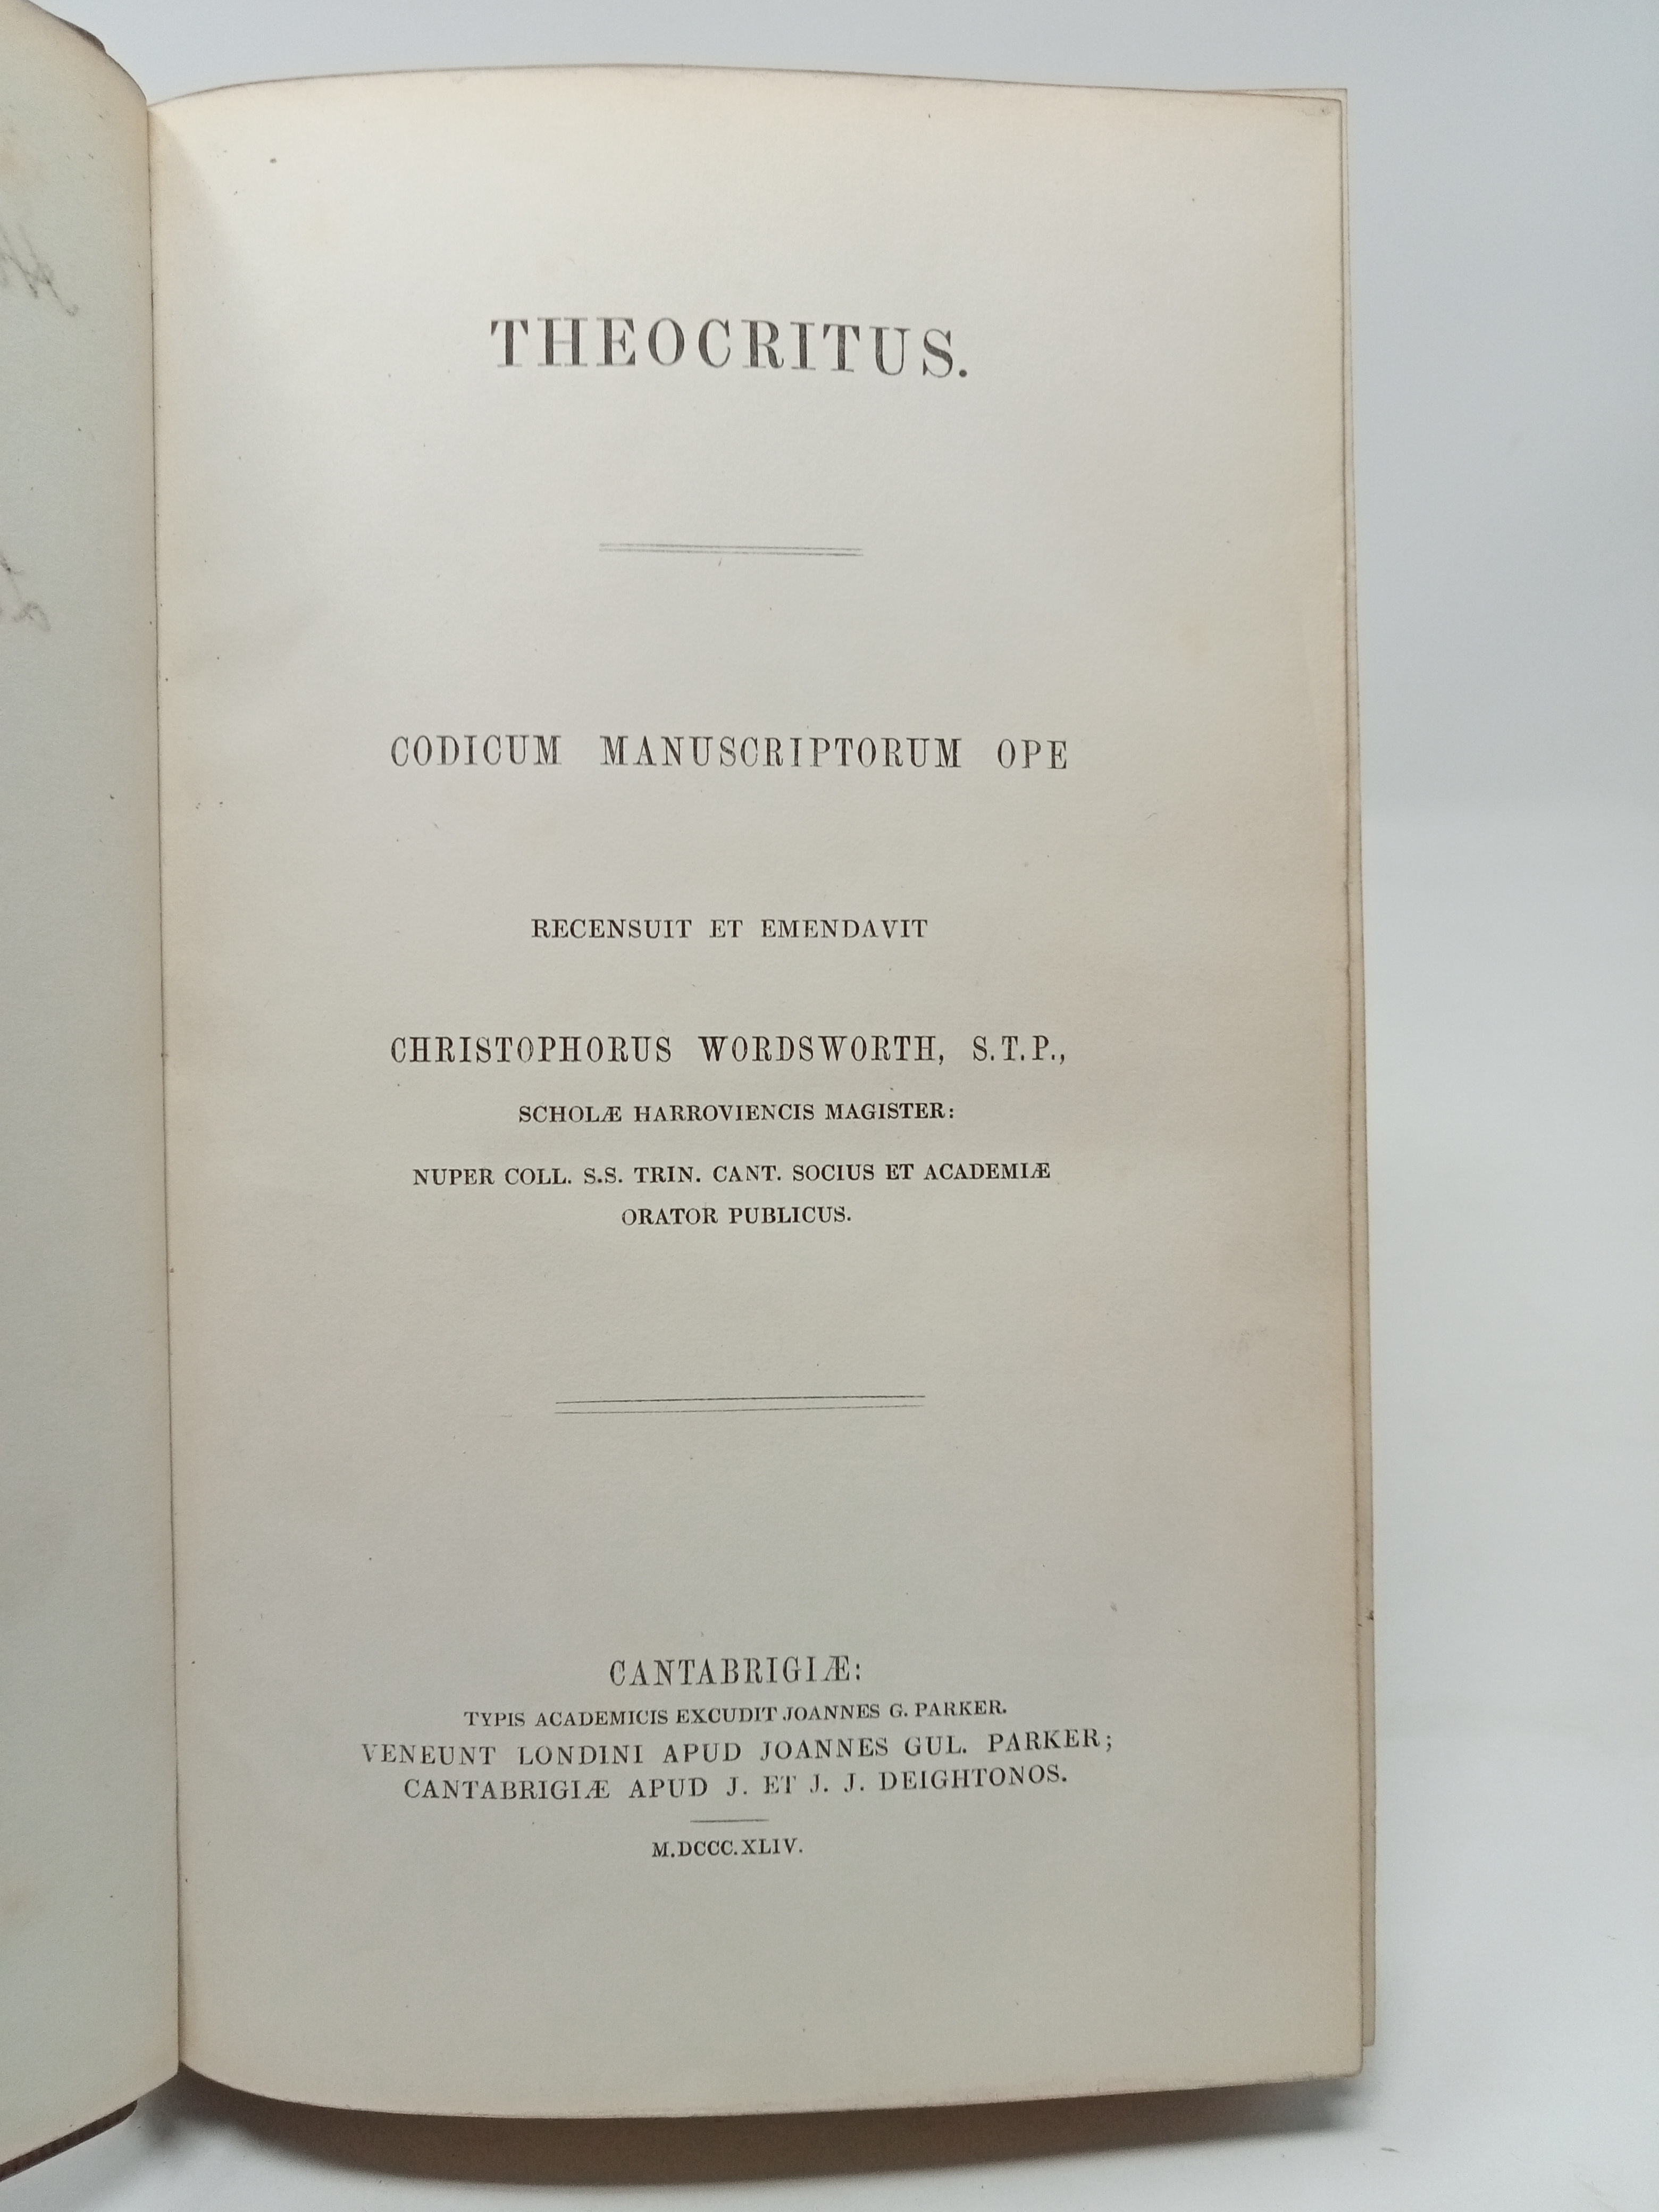 THEOCRITUS.
CODICUM MANUSCRIPTORUM OPE
RECENSUIT ET EMENDAVIT
CHRISTOPHORUS WORDSWORTH, S.T.P.,
SCHOLÆ HARROVIENCIS MAGISTER:
NUPER COLL. S.S. TRIN. CANT. SOCIUS ET ACADEMIÆ
ORATOR PUBLICUS.
CANTABRIGIÆ:
TYPIS ACADEMICIS EXCUDIT JOANNES G. PARKER.
VENEUNT LONDINI APUD JOANNES GUL. PARKER;
CANTABRIGIÆ APUD J. ET J. J. DEIGHTONOS.
M.DCCC.XLIV.